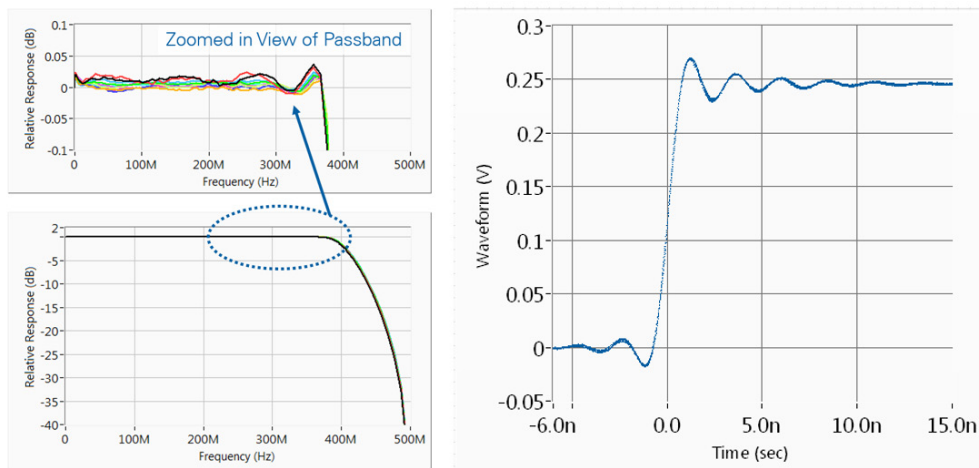 Zoomed in View of Passband
Relative Response (dB)
0.1
0.05
0
-0.05
-0.1
0 100M 200M 300M 400M 500M
Frequency (Hz)
Relative Response (dB)
2
-5
-10
-15
-20
-25
-30
-35
-40
0 100M 200M 300M 400M 500M
Frequency (Hz)
Waveform (V)
0.3
0.25
0.2
0.15
0.1
0.05
0
-0.05
-6.0n 0.0 5.0n 10.0n 15.0n
Time (sec)